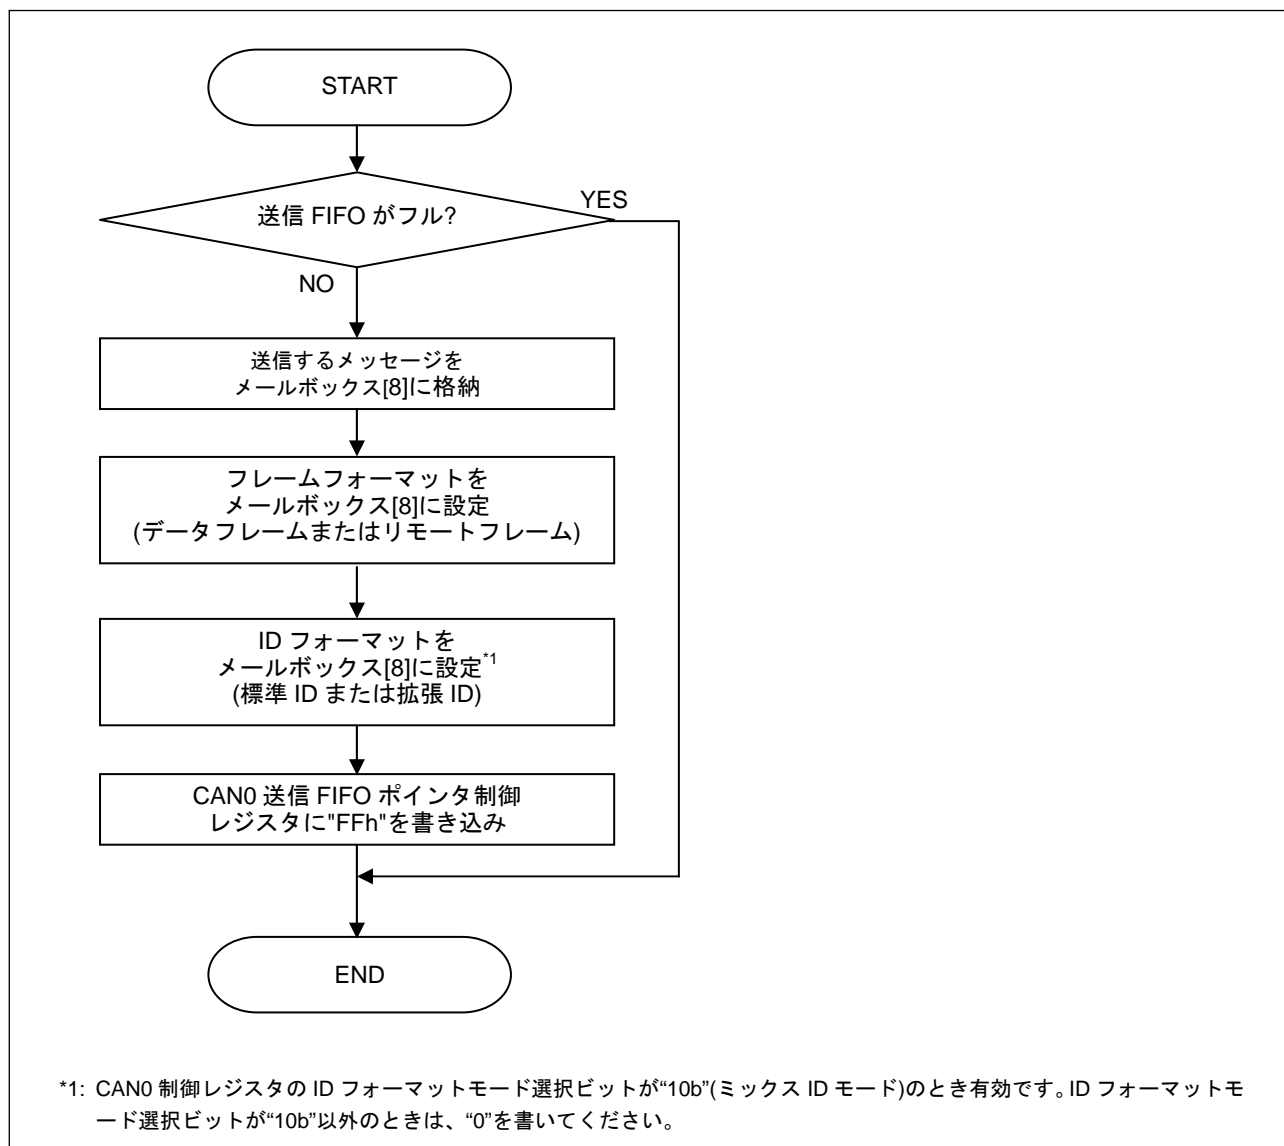 START
送信 FIFO がフル?
YES
NO
送信するメッセージを
メールボックス[8]に格納
フレームフォーマットを
メールボックス[8]に設定
(データフレームまたはリモートフレーム)
ID フォーマットを
メールボックス[8]に設定*1
(標準 ID または拡張 ID)
CAN0 送信 FIFO ポインタ制御
レジスタに"FFh"を書き込み
END
*1: CAN0 制御レジスタの ID フォーマットモード選択ビットが“10b”(ミックス ID モード)のとき有効です。ID フォーマットモ
ード選択ビットが“10b”以外のときは、“0”を書いてください。